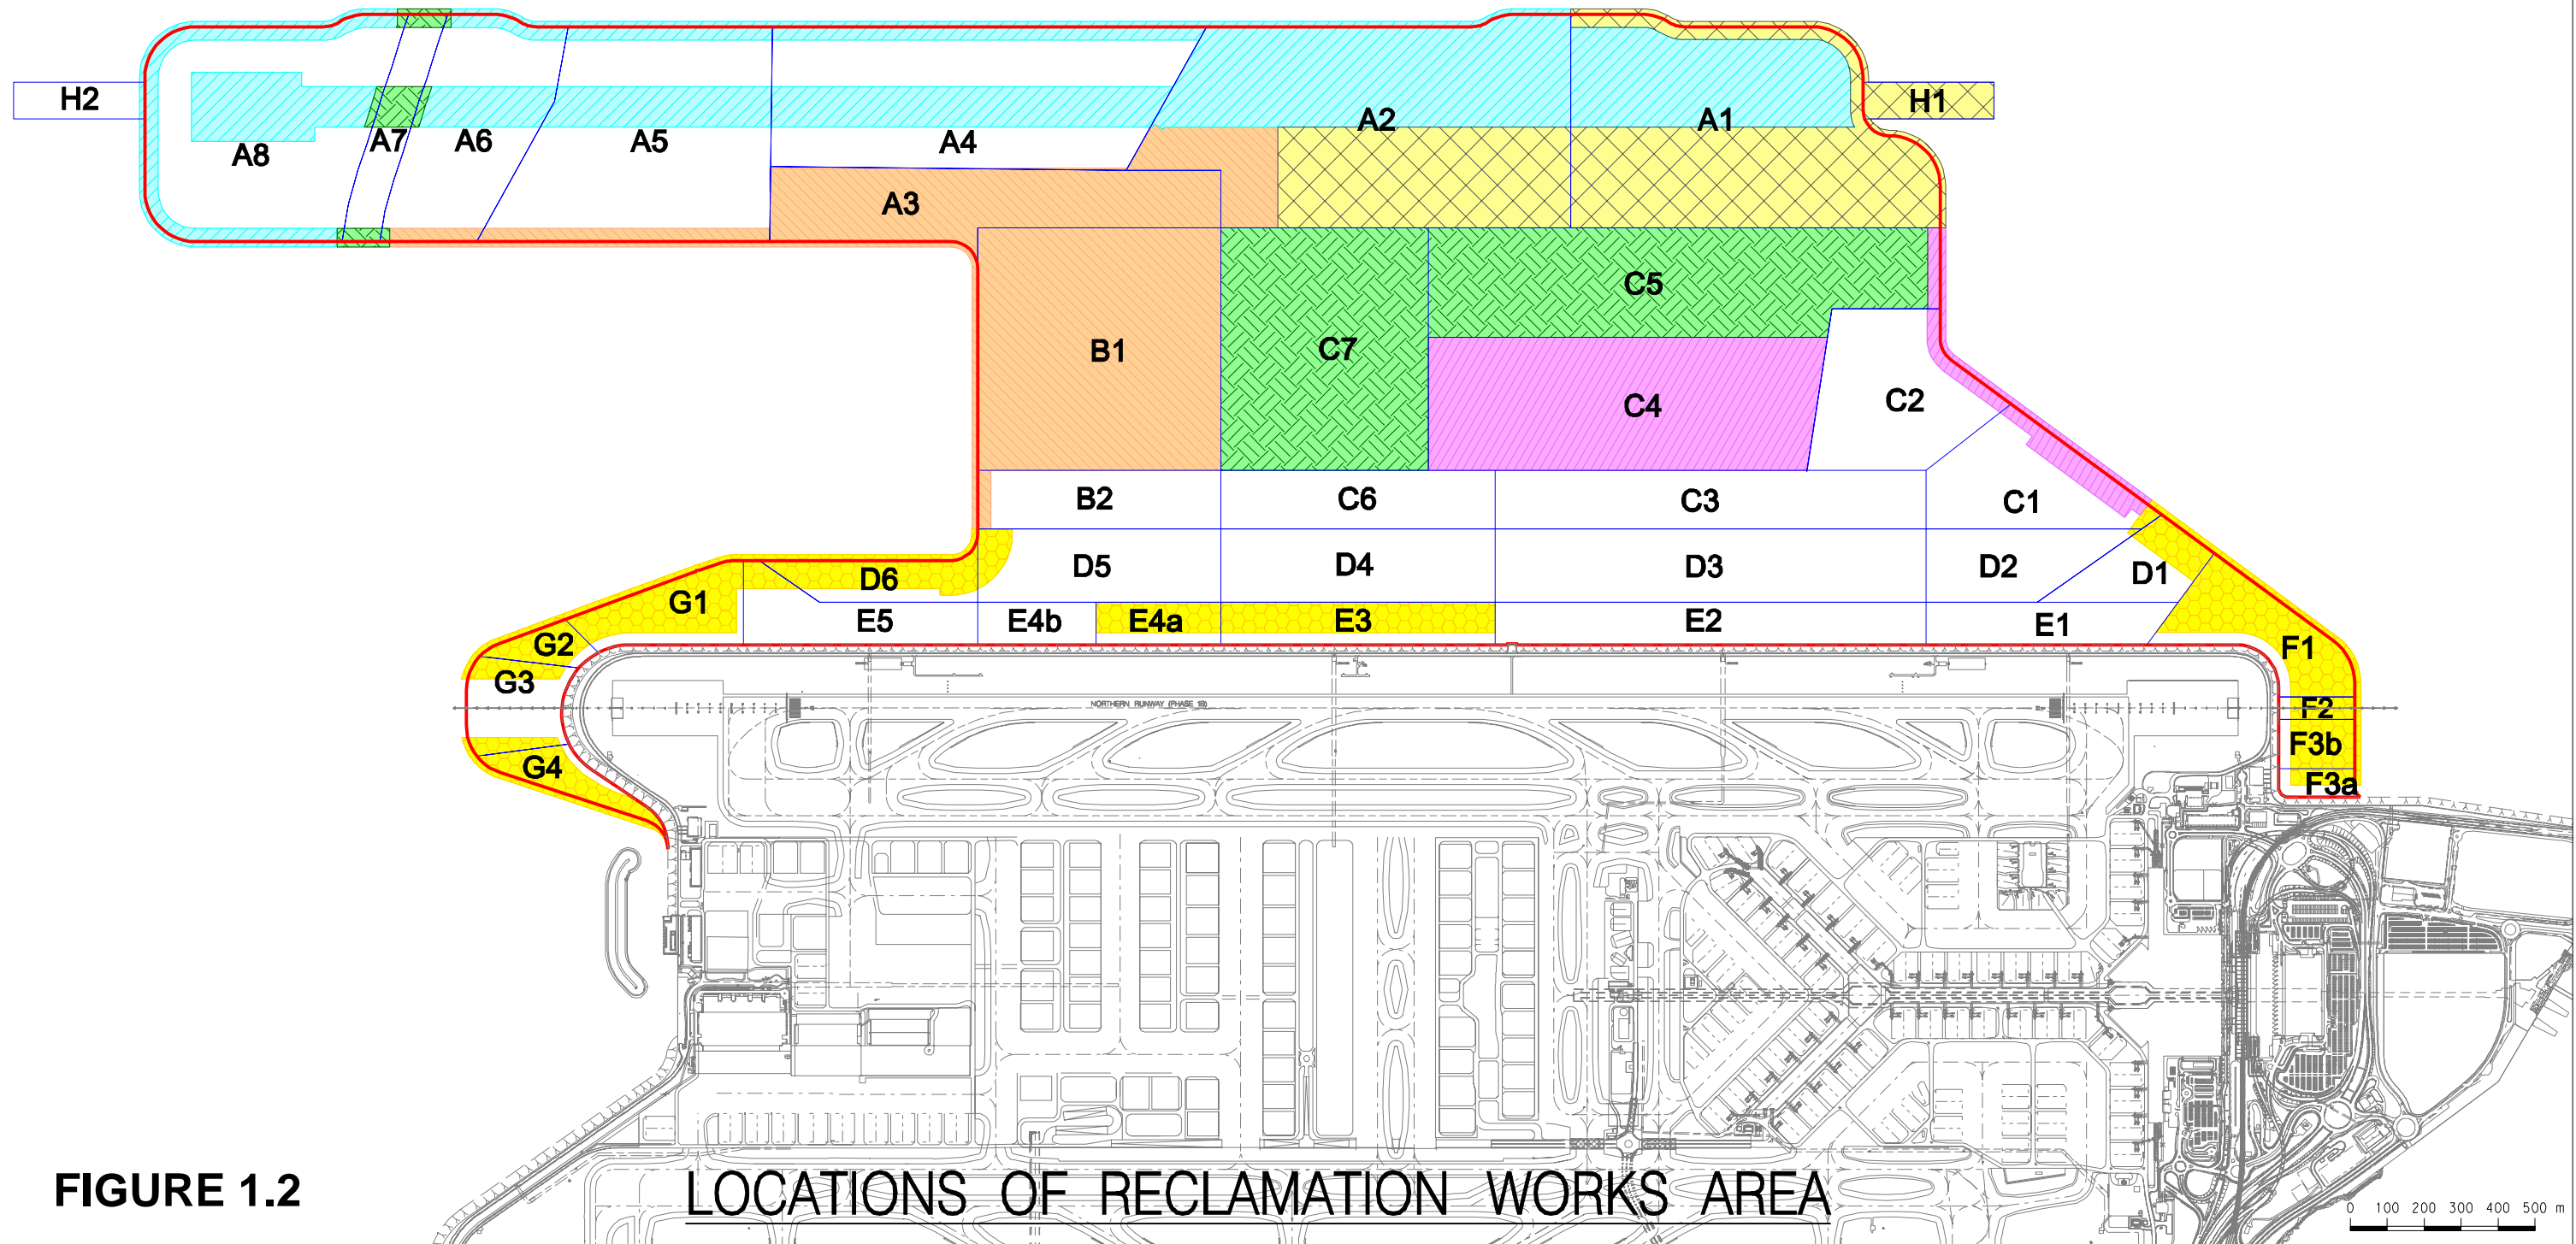 H2
A8
A7
A6
A5
A4
A2
A1
H1
A3
C5
B1
C7
C4
C2
B2
C6
C3
C1
D6
D5
D4
D3
D2
D1
G1
G2
G3
G4
E5
E4b
E4a
E3
E2
E1
F1
F2
F3b
F3a
NORTHERN RUNWAY (PHASE 1B)
FIGURE 1.2
LOCATIONS OF RECLAMATION WORKS AREA
0 100 200 300 400 500 m